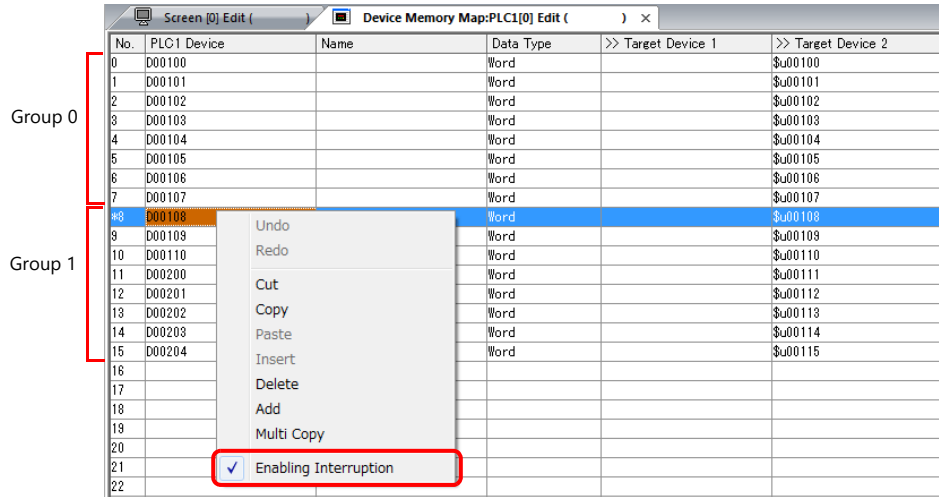 Screen [0] Edit ( ) Device Memory Map:PLC1[0] Edit ( ) ×
No. PLC1 Device Name Data Type >> Target Device 1 >> Target Device 2
0 D00100 Word $u00100
1 D00101 Word $u00101
2 D00102 Word $u00102
Group 0
3 D00103 Word $u00103
4 D00104 Word $u00104
5 D00105 Word $u00105
6 D00106 Word $u00106
7 D00107 Word $u00107
*8 D00108 Word $u00108
Undo
9 D00109 Word $u00109
Redo
10 D00110 Word $u00110
Group 1
11 D00200 Word $u00111
Cut
12 D00201 Word $u00112
Copy
13 D00202 Word $u00113
Paste
14 D00203 Word $u00114
Insert
15 D00204 Word $u00115
16
Delete
17
Add
18
Multi Copy
19
20
Enabling Interruption
21
22